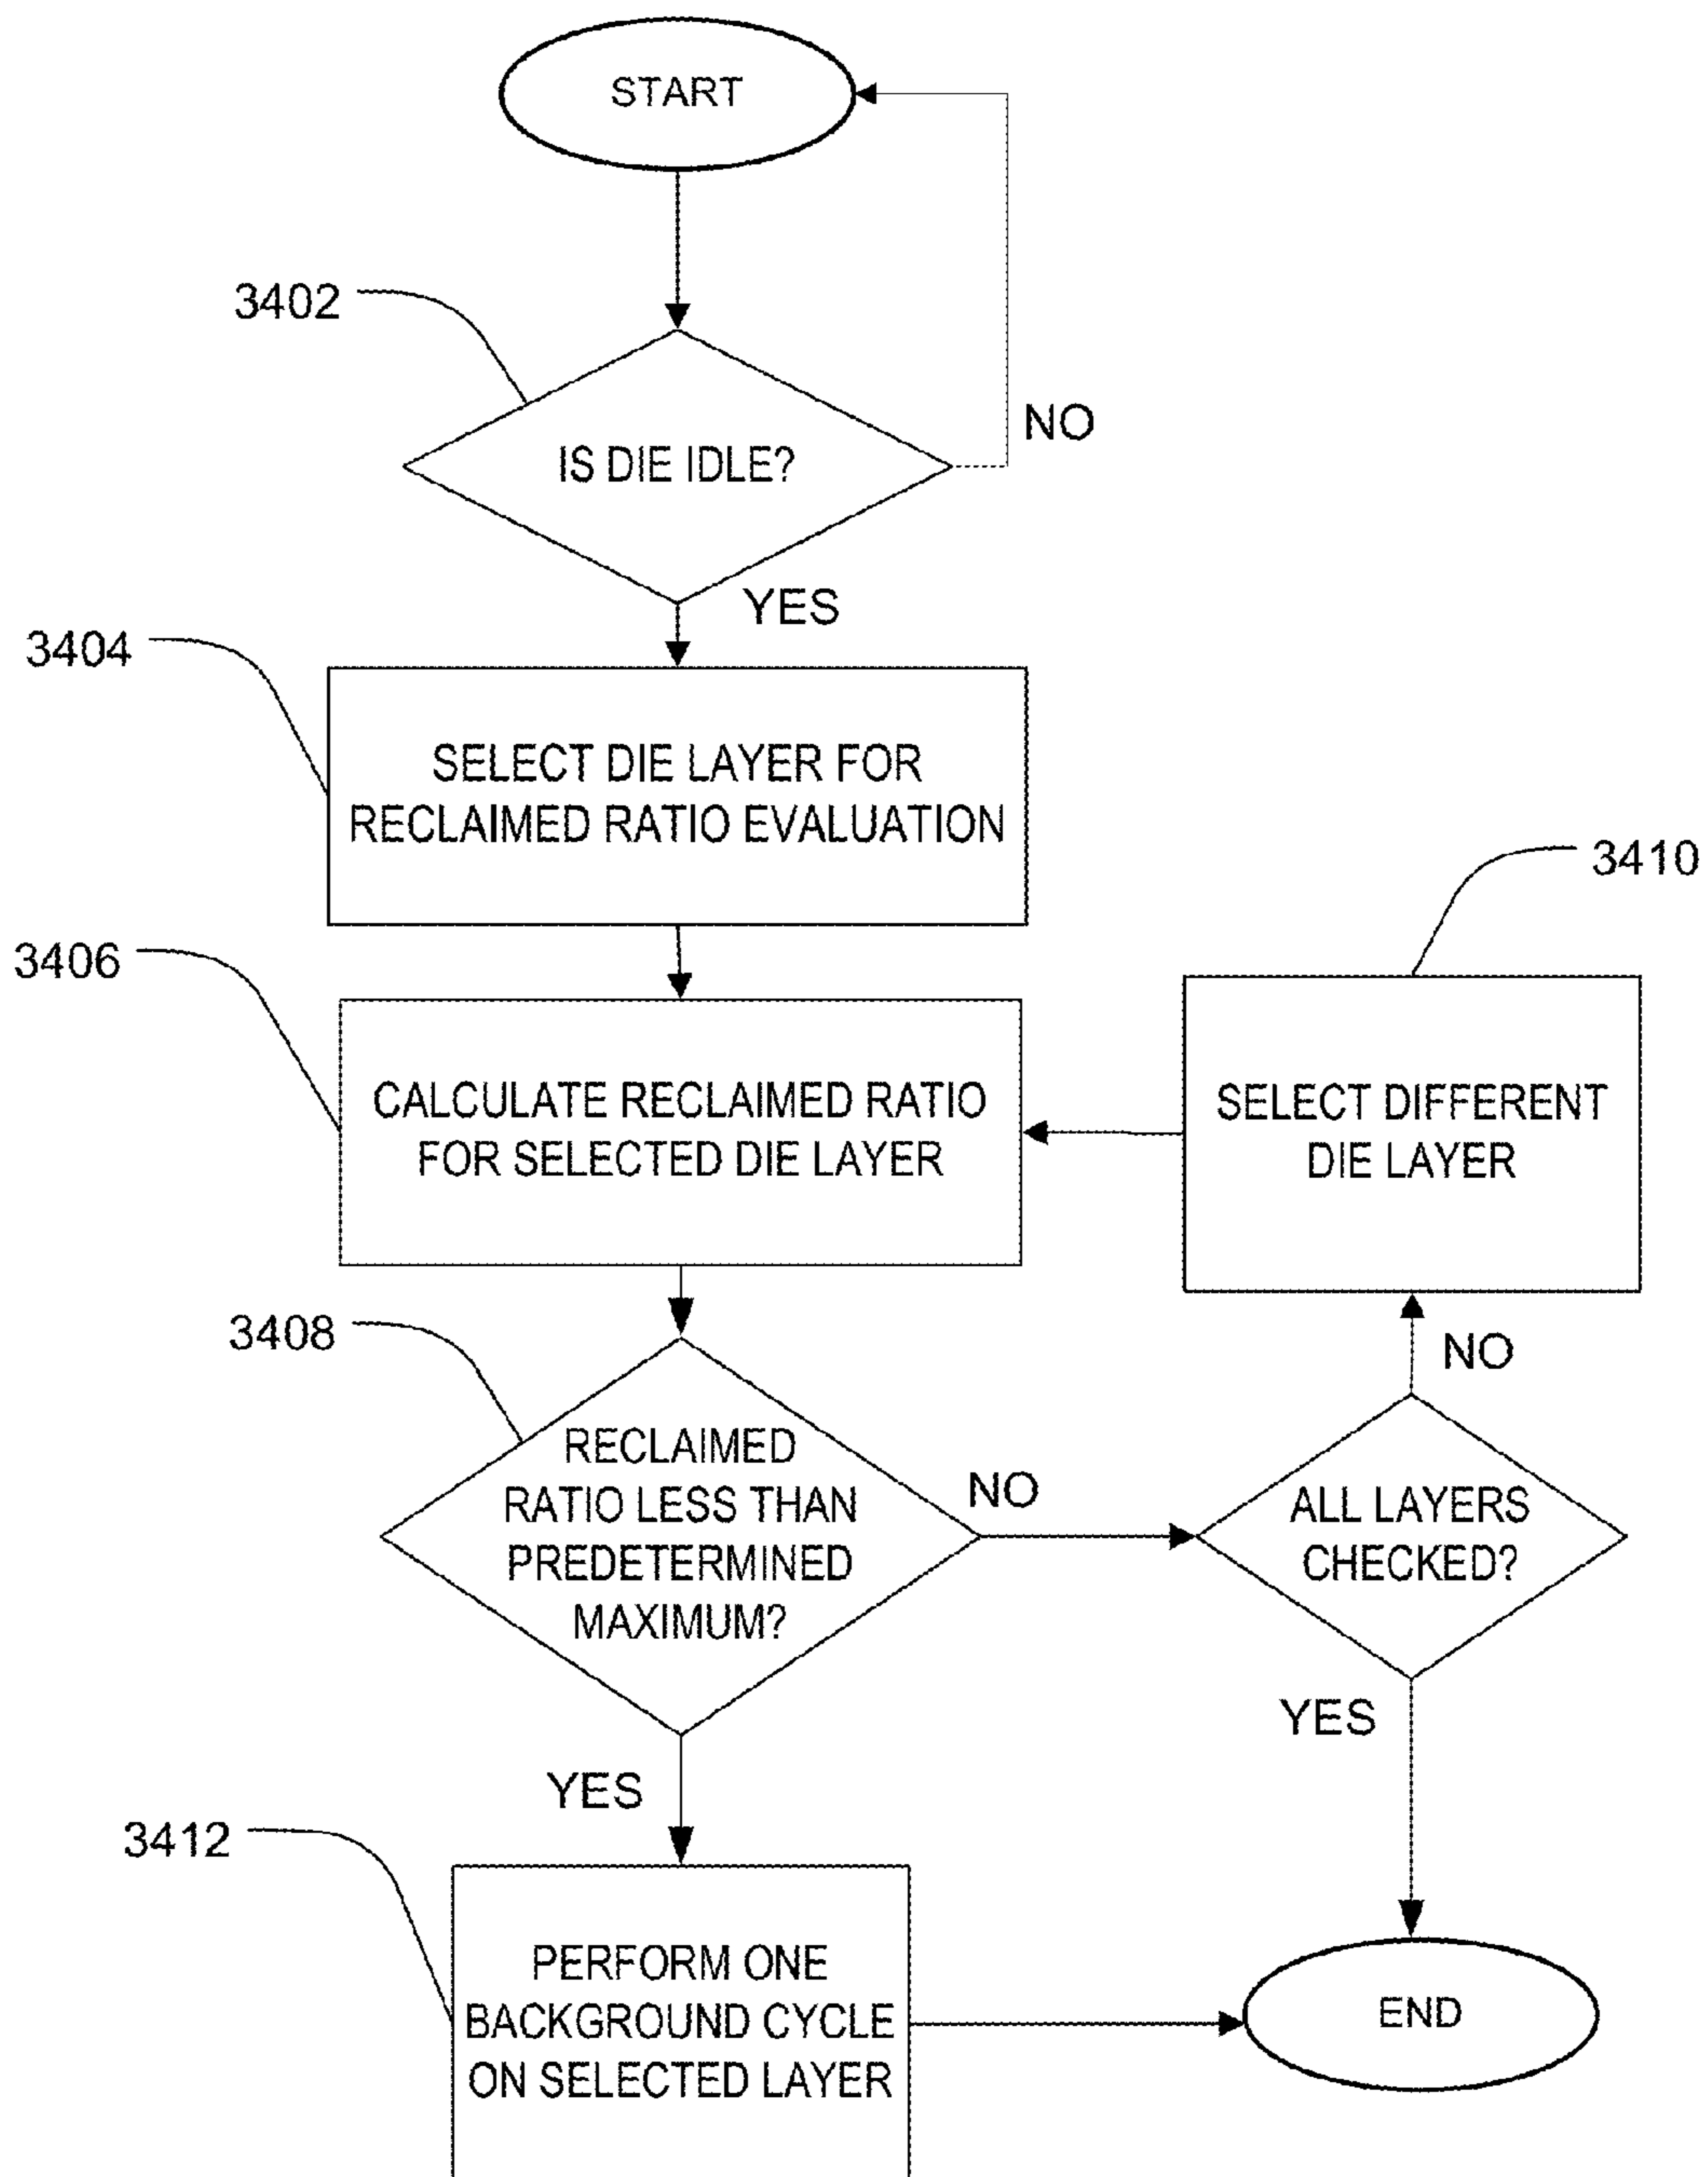 START
3402
NO
IS DIE IDLE?
YES
3404
SELECT DIE LAYER FOR
RECLAIMED RATIO EVALUATION
3410
3406
CALCULATE RECLAIMED RATIO
FOR SELECTED DIE LAYER
SELECT DIFFERENT
DIE LAYER
3408
NO
RECLAIMED
RATIO LESS THAN
PREDETERMINED
MAXIMUM?
NO
ALL LAYERS
CHECKED?
YES
YES
3412
PERFORM ONE
BACKGROUND CYCLE
ON SELECTED LAYER
END